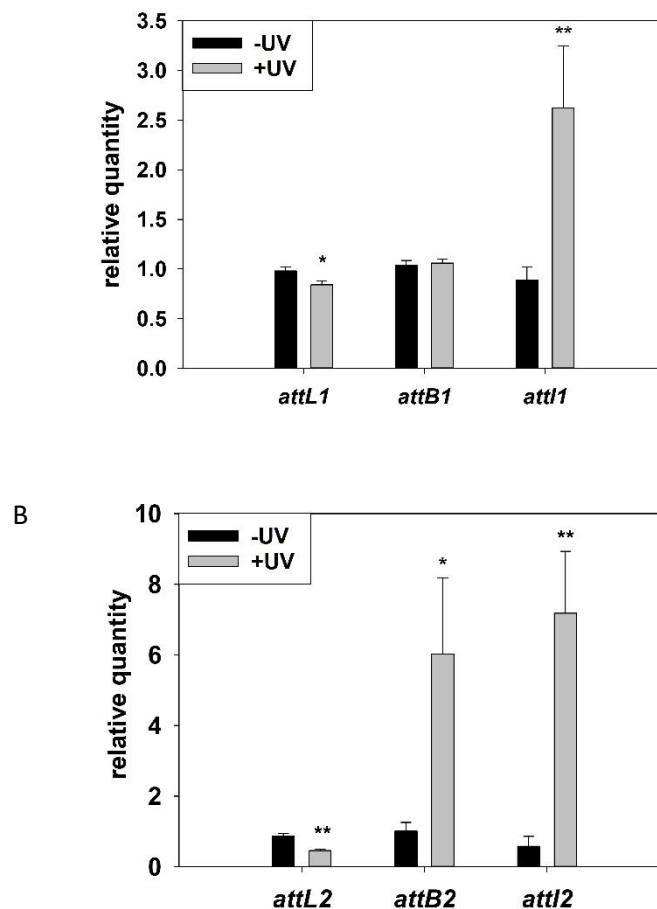 3.5
3.0
2.5
2.0
1.5
1.0
0.5
0.0
relative quantity
-UV
+UV
*
**
attL1 attB1 attI1
B
10
8
6
4
2
0
relative quantity
-UV
+UV
**
*
**
attL2 attB2 attI2